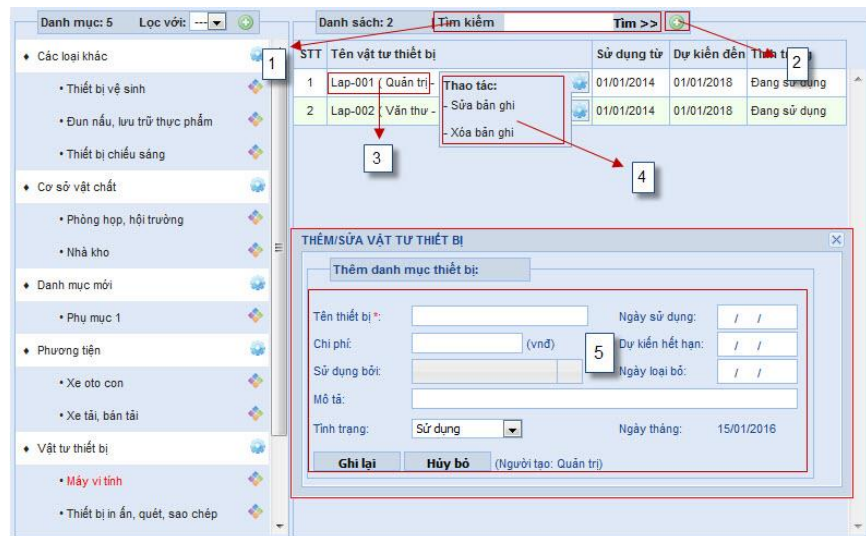 Danh mục: 5 Lọc với: ---
Các loại khác
Thiết bị vệ sinh
Đun nấu, lưu trữ thực phẩm
Thiết bị chiếu sáng
Cơ sở vật chất
Phòng họp, hội trường
Nhà kho
Danh mục mới
Phụ mục 1
Phương tiện
Xe oto con
Xe tải, bán tải
Vật tư thiết bị
Máy vi tính
Thiết bị in ấn, quét, sao chép
Danh sách: 2 Tìm kiếm Tìm >>
1
2
STT Tên vật tư thiết bị Sử dụng từ Dự kiến đến Tình trạng
1 Lap-001 ( Quản trị - 01/01/2014 01/01/2018 Đang sử dụng
2 Lap-002 ( Văn thư - 01/01/2014 01/01/2018 Đang sử dụng
Thao tác:
- Sửa bản ghi
- Xóa bản ghi
3
4
THÊM/SỬA VẬT TƯ THIẾT BỊ
Thêm danh mục thiết bị:
Tên thiết bị *: Ngày sử dụng: / /
Chi phí: (vnđ) 5 Dự kiến hết hạn: / /
Sử dụng bởi: Ngày loại bỏ: / /
Mô tả:
Tình trạng: Sử dụng Ngày tháng: 15/01/2016
Ghi lại Hủy bỏ (Người tạo: Quản trị)